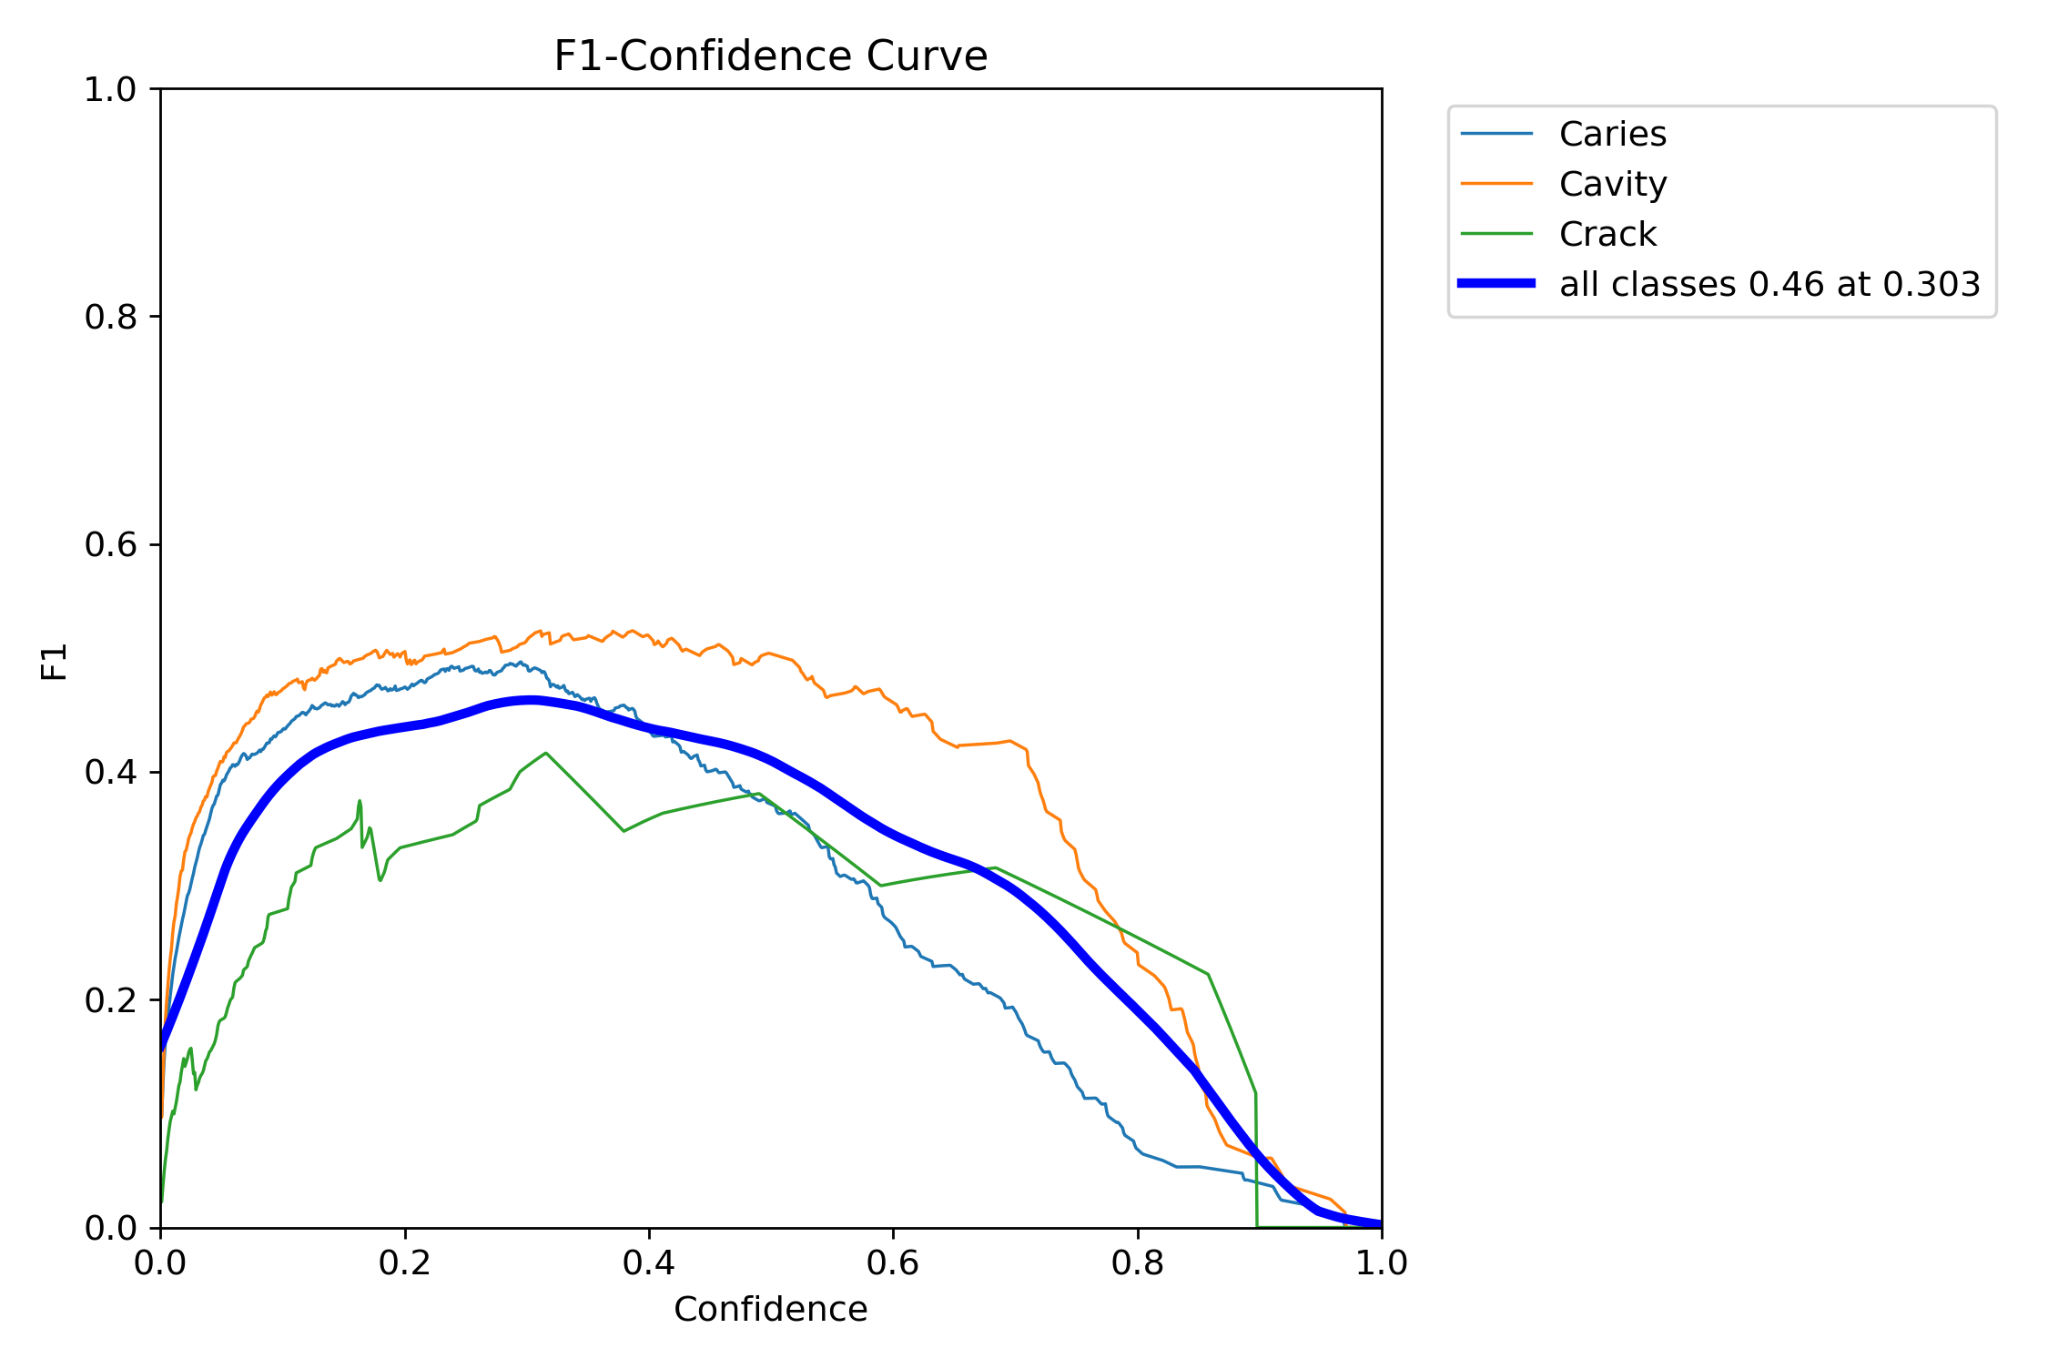 F1-Confidence Curve
1.0
0.8
0.6
0.4
0.2
0.0
F1
0.0 0.2 0.4 0.6 0.8 1.0
Confidence
Caries
Cavity
Crack
all classes 0.46 at 0.303